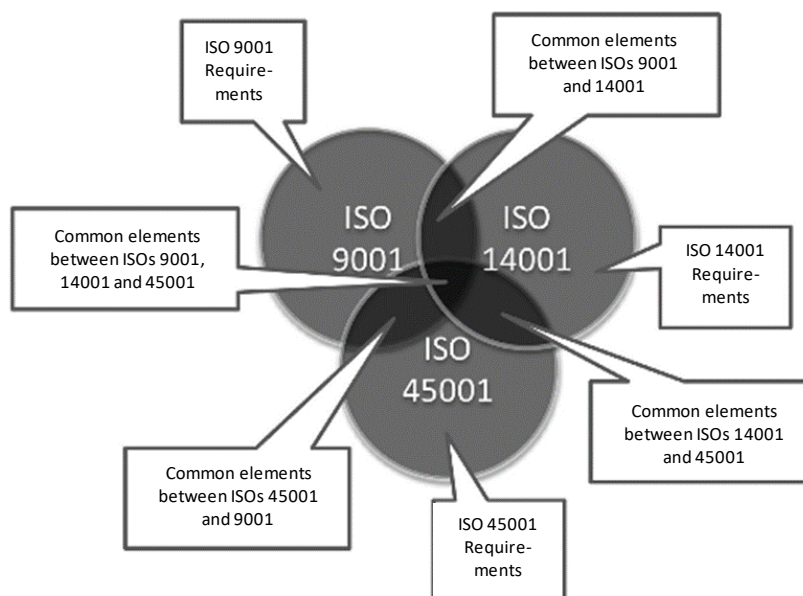 ISO 9001
Require-
ments
Common elements
between ISOs 9001
and 14001
ISO
9001
ISO
14001
Common elements
between ISOs 9001,
14001 and 45001
ISO 14001
Require-
ments
ISO
45001
Common elements
between ISOs 14001
and 45001
Common elements
between ISOs 45001
and 9001
ISO 45001
Require-
ments